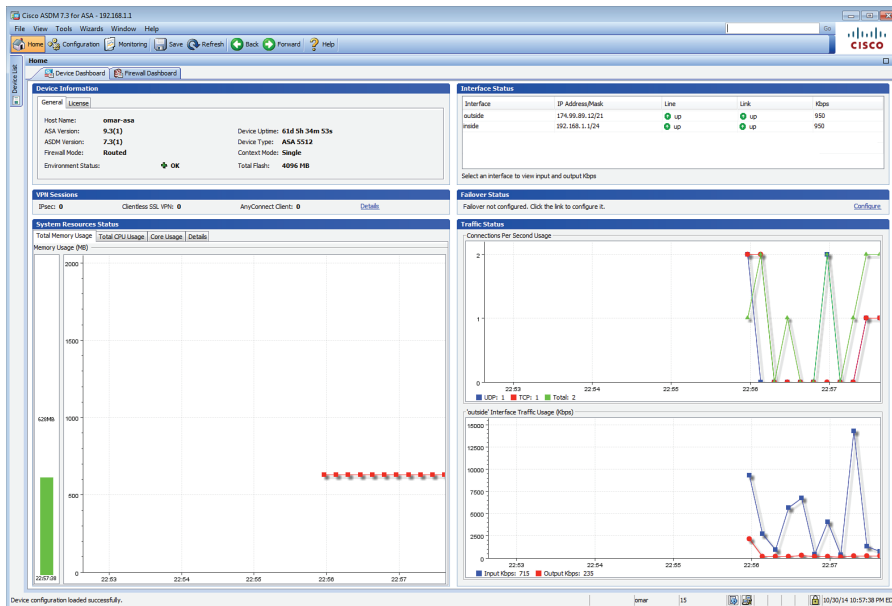 Cisco ASDM 7.3 for ASA - 192.168.1.1
File View Tools Wizards Window Help
Go
Home Configuration Monitoring Save Refresh Back Forward Help
CISCO
Device List
Home
Device Dashboard Firewall Dashboard
Device Information
General License
Host Name: omar-asa
ASA Version: 9.3(1) Device Uptime: 61d 5h 34m 53s
ASDM Version: 7.3(1) Device Type: ASA 5512
Firewall Mode: Routed Context Mode: Single
Environment Status: OK Total Flash: 4096 MB
Interface Status
Interface IP Address/Mask Line Link Kbps
outside 174.99.89.12/21 up up 950
inside 192.168.1.1/24 up up 950
Select an interface to view input and output Kbps
VPN Sessions
IPsec: 0 Clientless SSL VPN: 0 AnyConnect Client: 0 Details
Failover Status
Failover not configured. Click the link to configure it. Configure
System Resources Status
Total Memory Usage Total CPU Usage Core Usage Details
Memory Usage (MB)
2000
1500
1000
500
0
628MB
22:57:38
22:53 22:54 22:55 22:56 22:57
Traffic Status
Connections Per Second Usage
2
1
0
22:53 22:54 22:55 22:56 22:57
UDP: 1 TCP: 1 Total: 2
'outside' Interface Traffic Usage (Kbps)
15000
12500
10000
7500
5000
2500
0
22:53 22:54 22:55 22:56 22:57
Input Kbps: 715 Output Kbps: 235
Device configuration loaded successfully. omar 15 10/30/14 10:57:38 PM